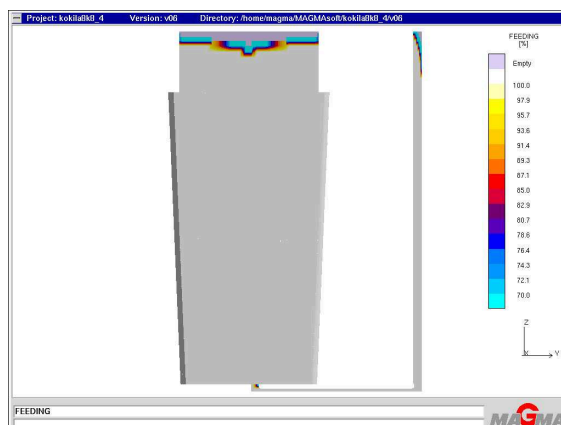 Project: kokila8k8_4 Version: v06 Directory: /home/magma/MAGMAsoft/kokila8k8_4/v06
FEEDING
[%]
Empty
100.0
97.9
95.7
93.6
91.4
89.3
87.1
85.0
82.9
80.7
78.6
76.4
74.3
72.1
70.0
Z
X Y
FEEDING
MAGMA